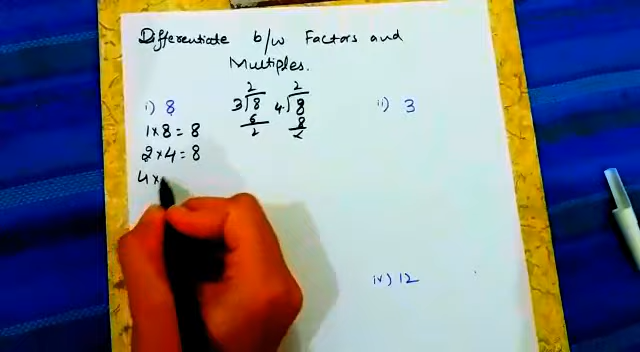 Differentiate b/w Factors and
Multiples.
i) 8
1 x 8 = 8
2 x 4 = 8
4 x
2
3 8
6
2
2
4 8
8
ii) 3
iv) 12